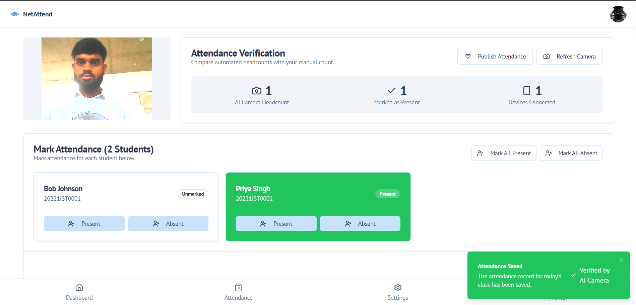 NetAttend
Attendance Verification
Compare automated headcounts with your manual count.
Publish Attendance
Refresh Camera
1
AI Camera Headcount
1
Marked as Present
1
Devices Connected
Mark Attendance (2 Students)
Mark attendance for each student below.
Mark All Present
Mark All Absent
Bob Johnson
Unmarked
Present
Absent
Priya Singh
Present
Present
Absent
Attendance Saved
The attendance record for today's
class has been saved.
Verified by
AI Camera
Dashboard
Attendance
Settings